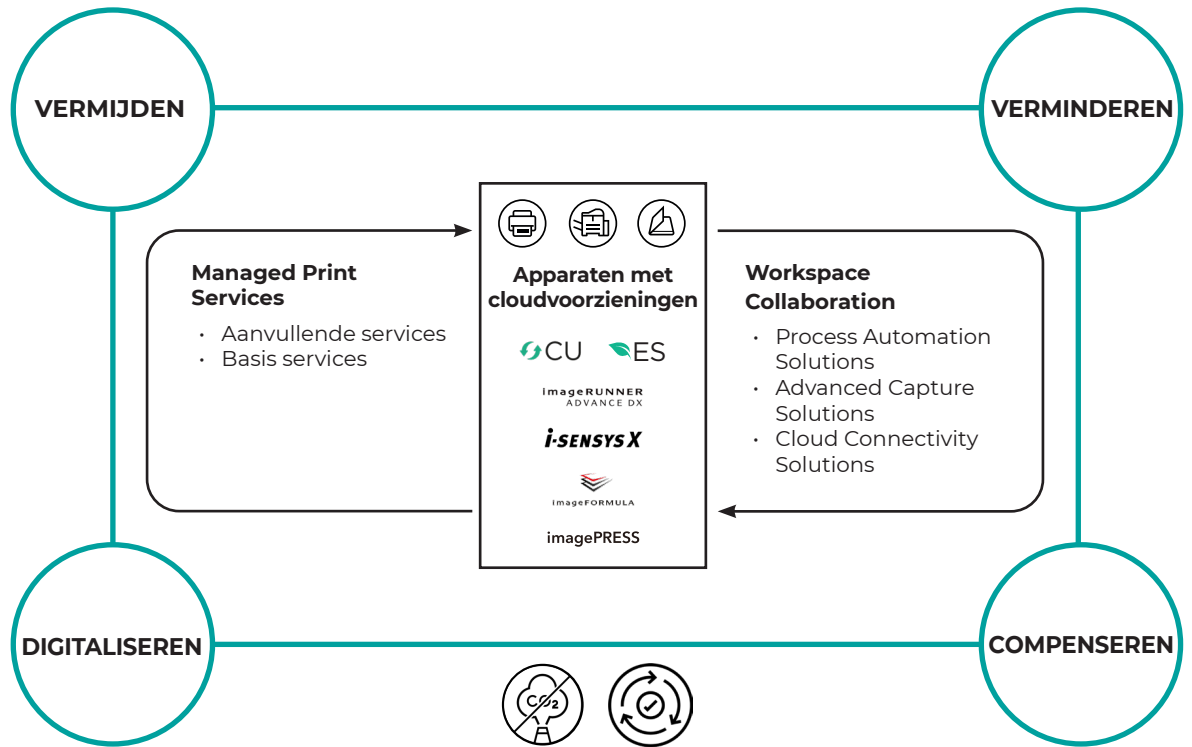 VERMIJDEN
VERMINDEREN
Managed Print
Services
· Aanvullende services
· Basis services
Apparaten met
cloudvoorzieningen
CU
ES
imageRUNNER
ADVANCE DX
i-SENSYS X
imageFORMULA
imagePRESS
Workspace
Collaboration
· Process Automation
Solutions
· Advanced Capture
Solutions
· Cloud Connectivity
Solutions
DIGITALISEREN
COMPENSEREN
CO2